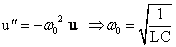 u″ = −ω₀² u ⇒ ω₀ = √(1/LC)